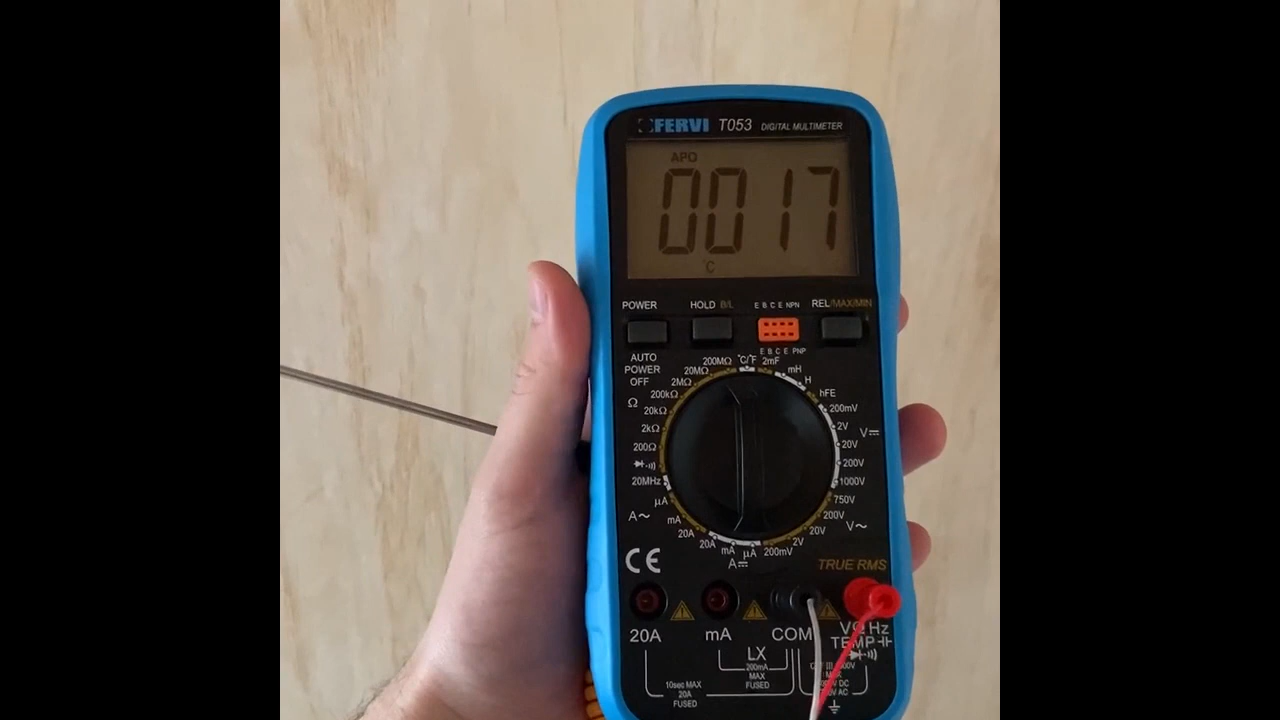 FERVI T053 DIGITAL MULTIMETER
APO
0017
°C
POWER HOLD B/L E B C E NPN REL/MAX/MIN
E B C E PNP
AUTO
POWER
OFF
200MΩ °C/°F 2mF
20MΩ mH
2MΩ H
200kΩ hFE
Ω 20kΩ 200mV
2kΩ 2V V⎓
200Ω 20V
200V
20MHz 1000V
μA 750V
A~ mA 200V V~
20A 20V
20A mA μA 200mV 2V
A⎓
CE TRUE RMS
20A mA COM VΩHz
TEMP
LX
200mA
MAX
FUSED
10sec MAX
20A
FUSED